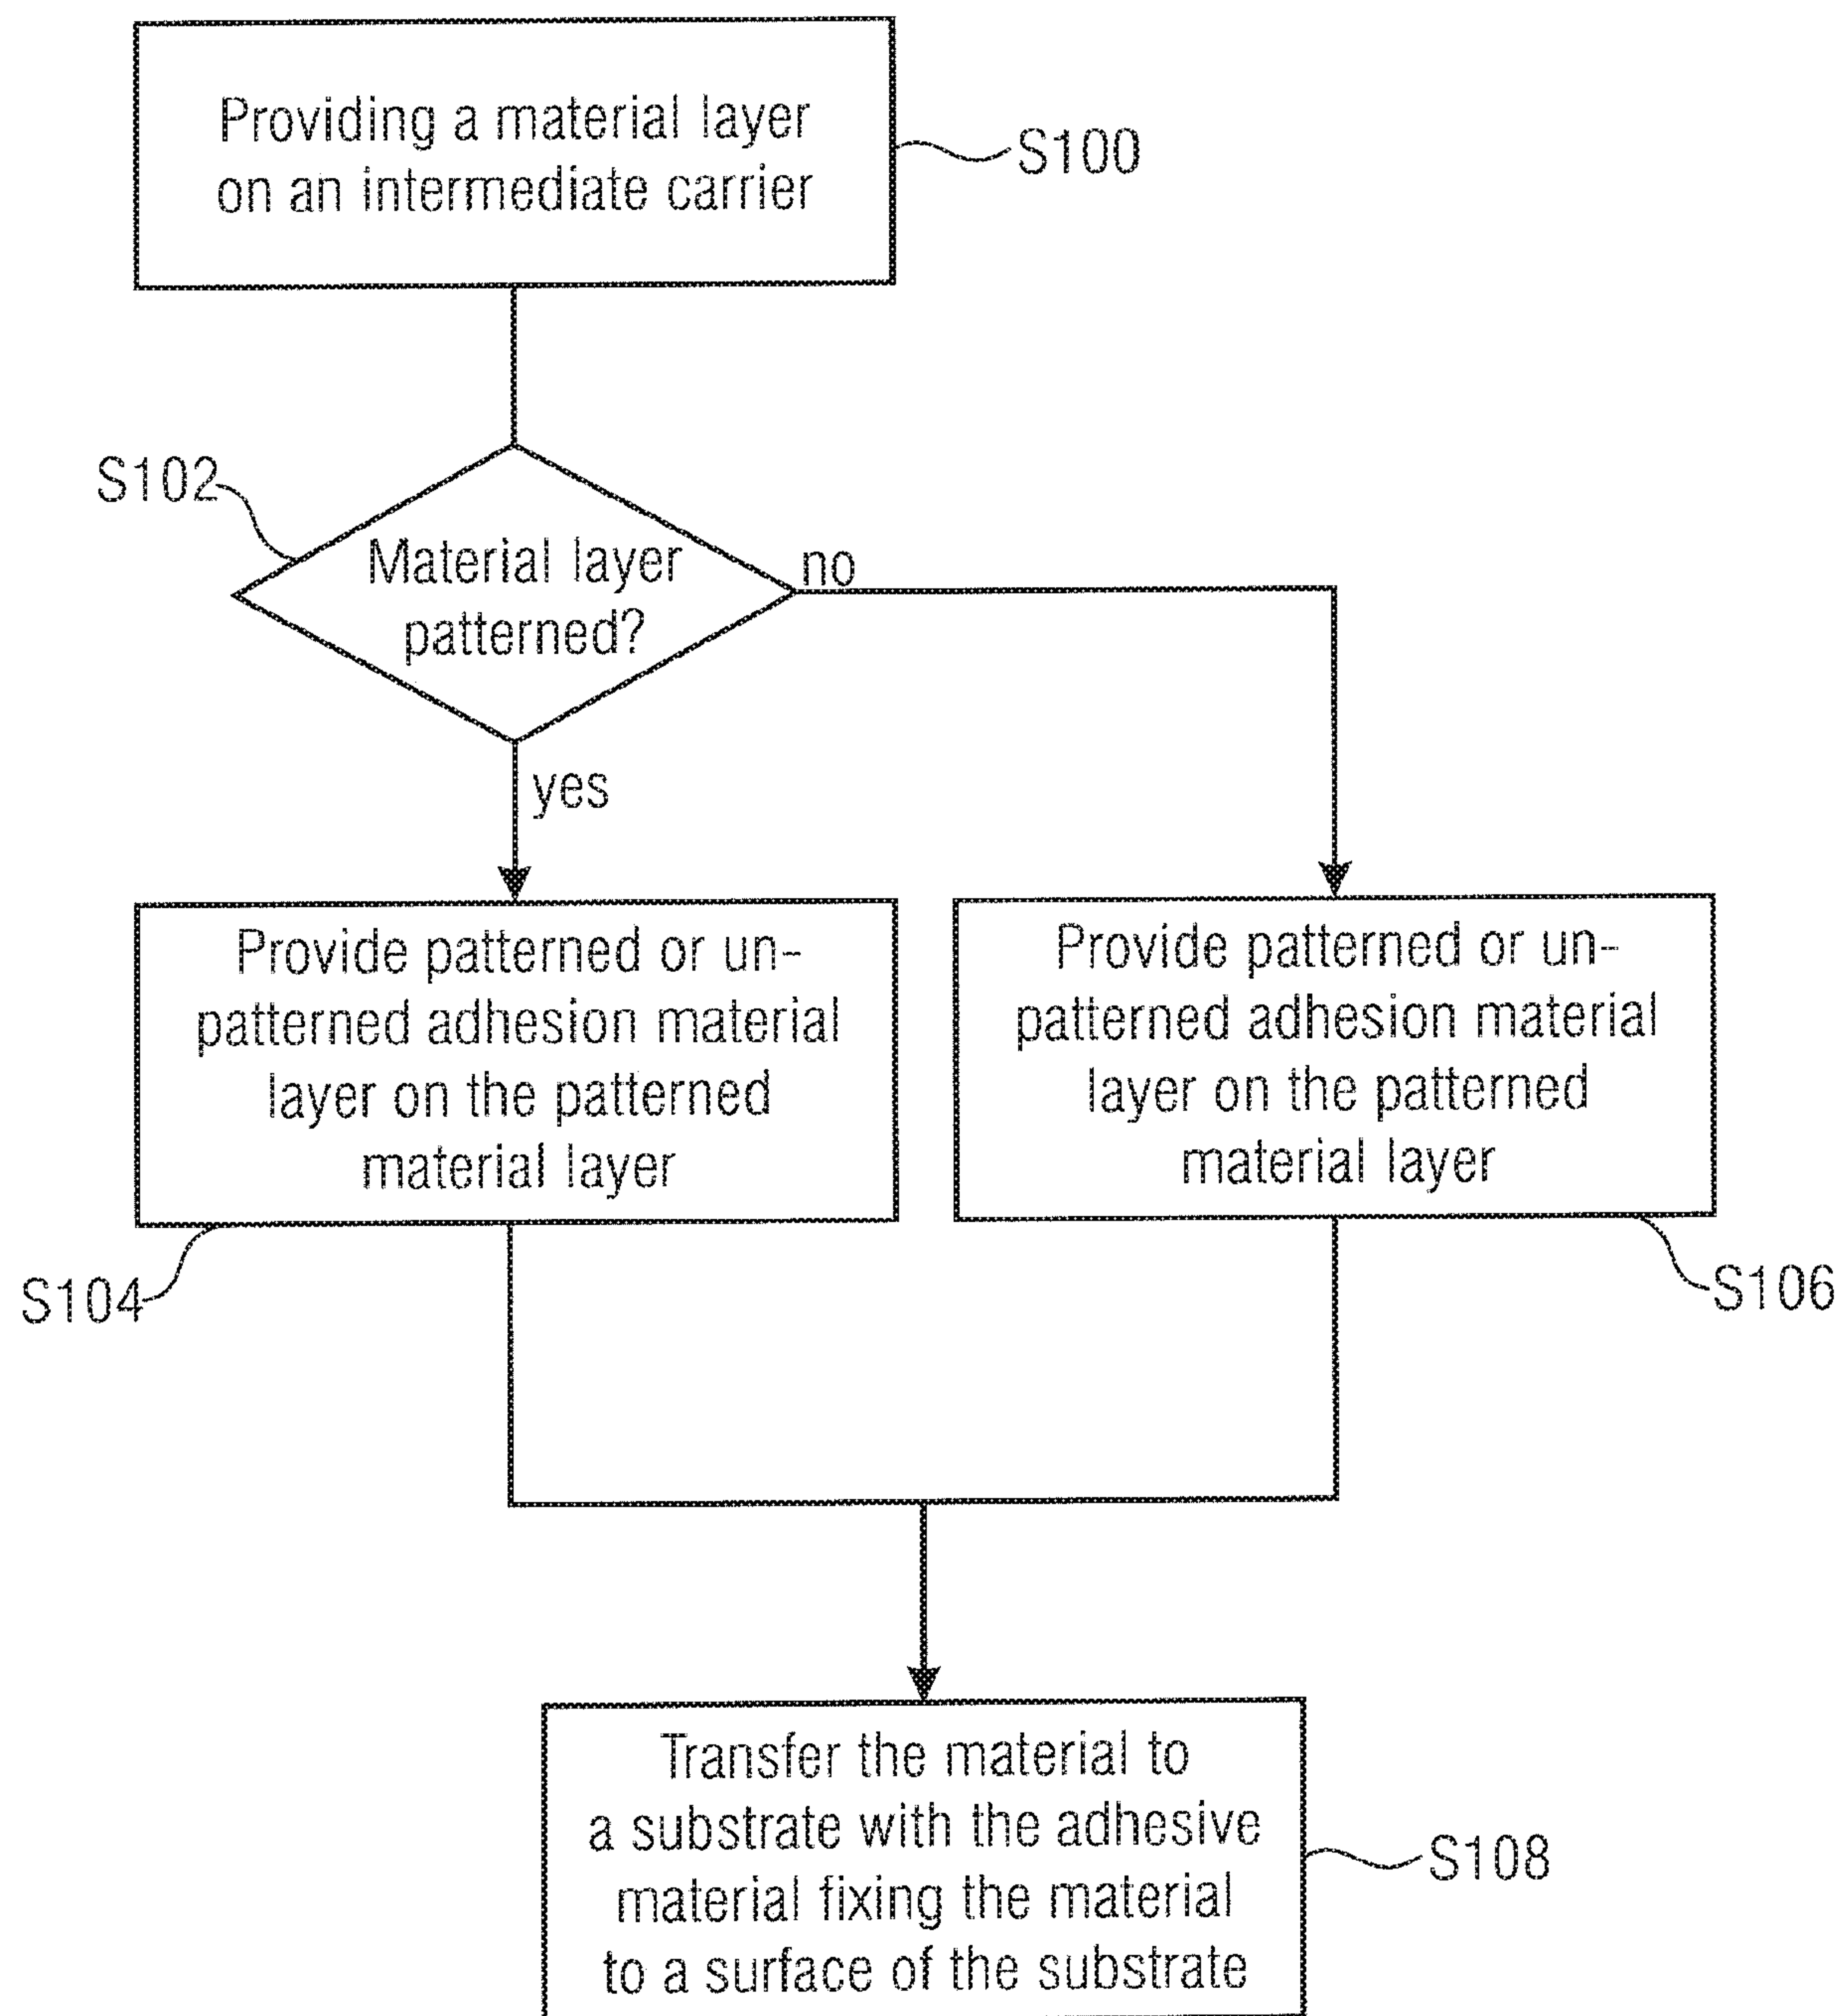 Providing a material layer
on an intermediate carrier
S100
S102
Material layer
patterned?
no
yes
Provide patterned or un-
patterned adhesion material
layer on the patterned
material layer
S104
Provide patterned or un-
patterned adhesion material
layer on the patterned
material layer
S106
Transfer the material to
a substrate with the adhesive
material fixing the material
to a surface of the substrate
S108